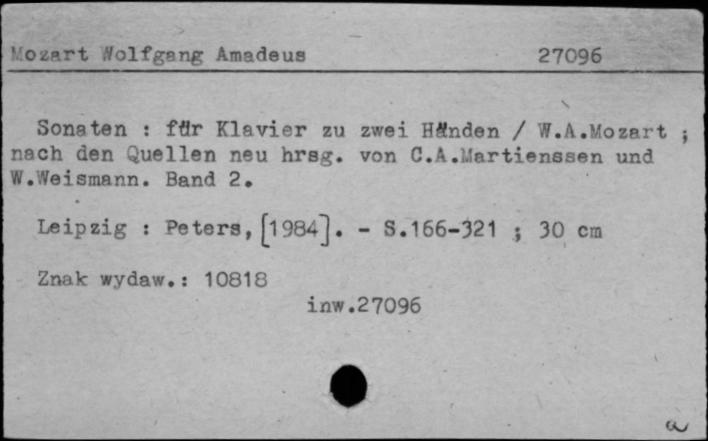 Mozart Wolfgang Amadeus 27096
Sonaten : für Klavier zu zwei Händen / W.A.Mozart ;
nach den Quellen neu hrsg. von C.A.Martienssen und
W.Weismann. Band 2.
Leipzig : Peters, [1984]. - S.166-321 ; 30 cm
Znak wydaw.: 10818
inw.27096
a